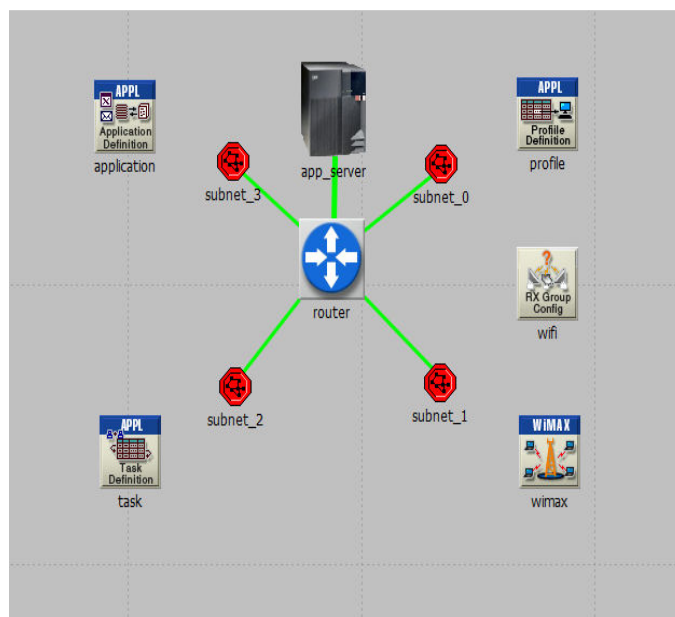 APPL
Application
Definition
application
app_server
APPL
Profile
Definition
profile
subnet_3
subnet_0
router
RX Group
Config
wifi
subnet_2
subnet_1
APPL
Task
Definition
task
WiMAX
wimax